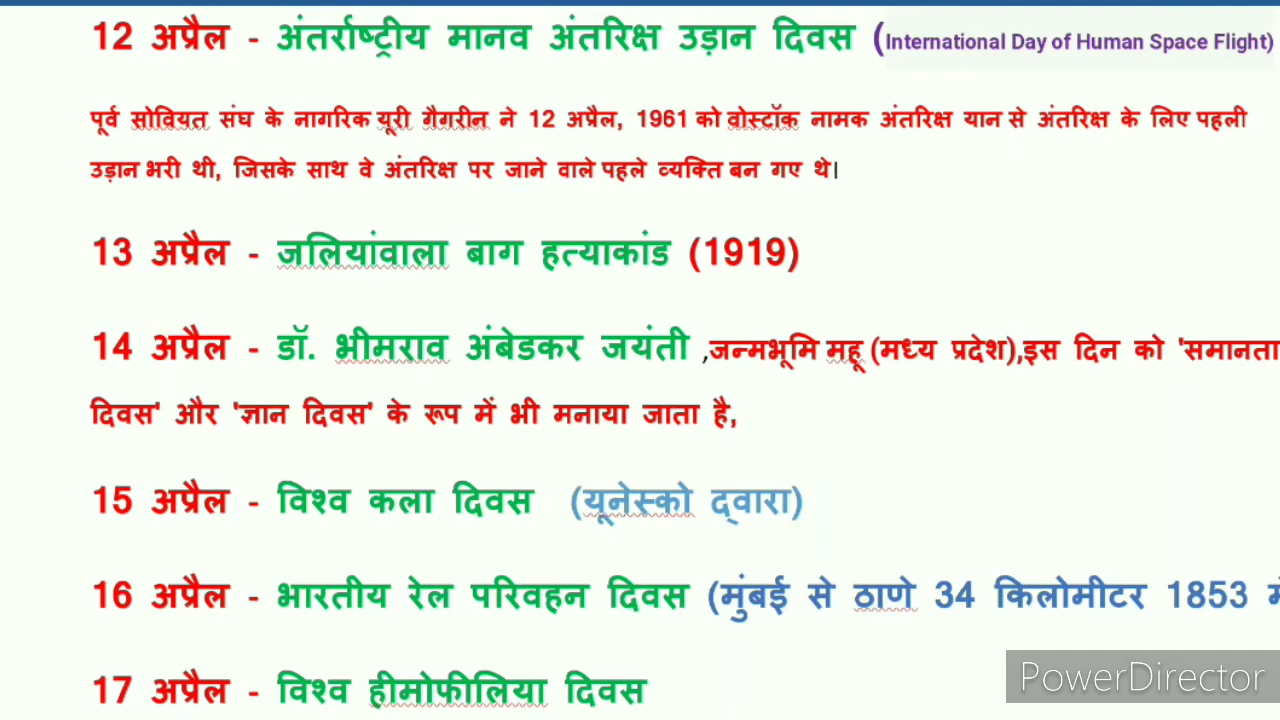 12 अप्रैल - अंतर्राष्ट्रीय मानव अंतरिक्ष उड़ान दिवस (International Day of Human Space Flight)
पूर्व सोवियत संघ के नागरिक यूरी गैगरीन ने 12 अप्रैल, 1961 को वोस्टॉक नामक अंतरिक्ष यान से अंतरिक्ष के लिए पहली
उड़ान भरी थी, जिसके साथ वे अंतरिक्ष पर जाने वाले पहले व्यक्ति बन गए थे।
13 अप्रैल - जलियांवाला बाग हत्याकांड (1919)
14 अप्रैल - डॉ. भीमराव अंबेडकर जयंती ,जन्मभूमि महू (मध्य प्रदेश),इस दिन को 'समानता
दिवस' और 'ज्ञान दिवस' के रूप में भी मनाया जाता है,
15 अप्रैल - विश्व कला दिवस (यूनेस्को द्वारा)
16 अप्रैल - भारतीय रेल परिवहन दिवस (मुंबई से ठाणे 34 किलोमीटर 1853
17 अप्रैल - विश्व हीमोफीलिया दिवस
PowerDirector